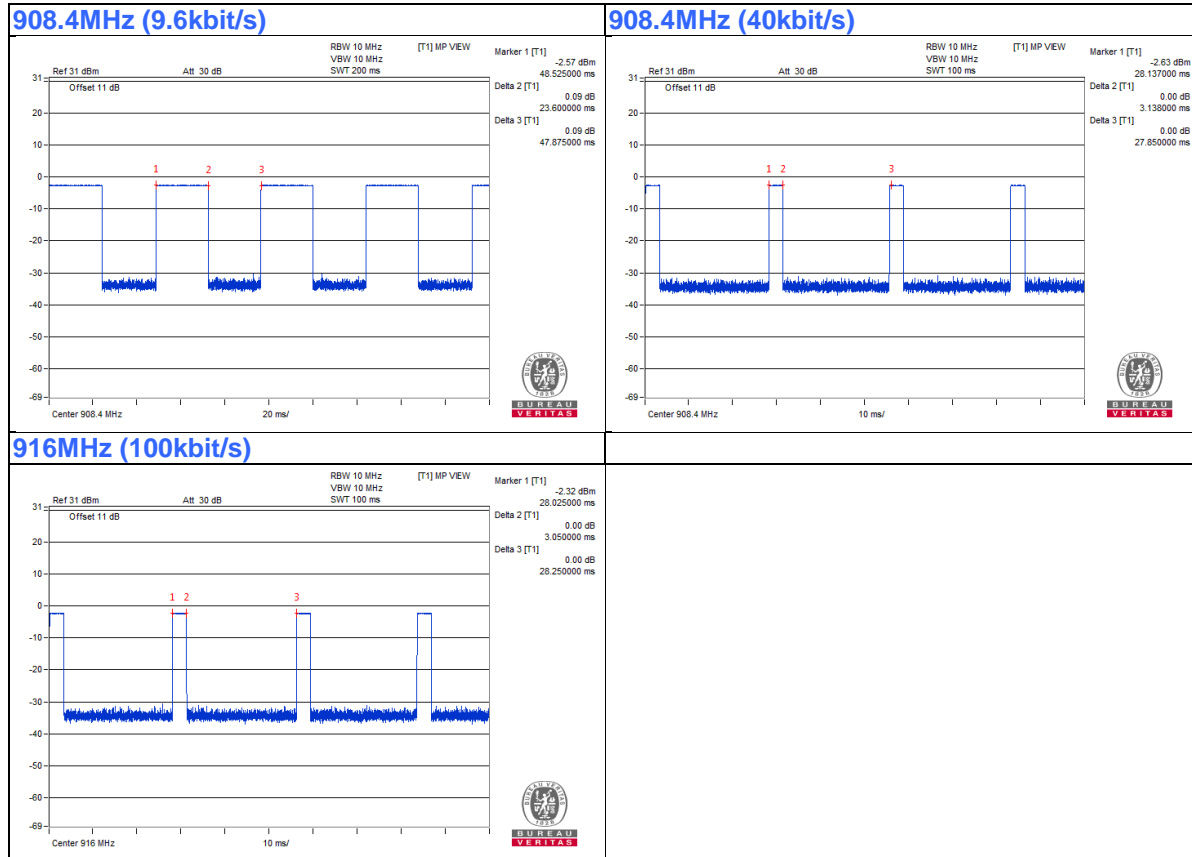 908.4MHz (9.6kbit/s)
RBW 10 MHz [T1] MP VIEW
VBW 10 MHz
Ref 31 dBm Att 30 dB SWT 200 ms
Marker 1 [T1]
-2.57 dBm
48.525000 ms
Delta 2 [T1]
0.09 dB
23.600000 ms
Delta 3 [T1]
0.09 dB
47.875000 ms
Offset 11 dB
31
20
10
0
-10
-20
-30
-40
-50
-60
-69
1 2 3
Center 908.4 MHz 20 ms/
BUREAU VERITAS
1828
BUREAU
VERITAS
908.4MHz (40kbit/s)
RBW 10 MHz [T1] MP VIEW
VBW 10 MHz
Ref 31 dBm Att 30 dB SWT 100 ms
Marker 1 [T1]
-2.63 dBm
28.137000 ms
Delta 2 [T1]
0.00 dB
3.138000 ms
Delta 3 [T1]
0.00 dB
27.850000 ms
Offset 11 dB
31
20
10
0
-10
-20
-30
-40
-50
-60
-69
1 2 3
Center 908.4 MHz 10 ms/
BUREAU VERITAS
1828
BUREAU
VERITAS
916MHz (100kbit/s)
RBW 10 MHz [T1] MP VIEW
VBW 10 MHz
Ref 31 dBm Att 30 dB SWT 100 ms
Marker 1 [T1]
-2.32 dBm
28.025000 ms
Delta 2 [T1]
0.00 dB
3.050000 ms
Delta 3 [T1]
0.00 dB
28.250000 ms
Offset 11 dB
31
20
10
0
-10
-20
-30
-40
-50
-60
-69
1 2 3
Center 916 MHz 10 ms/
BUREAU VERITAS
1828
BUREAU
VERITAS